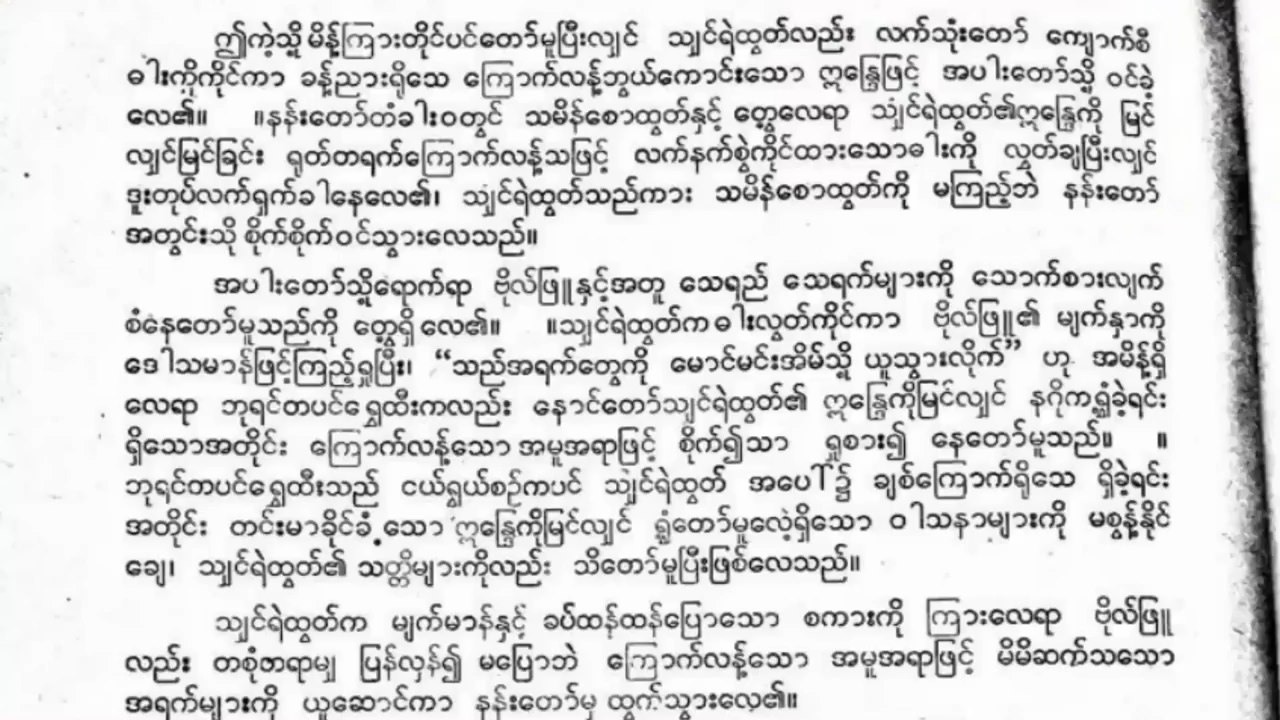 ဤကဲ့သို့ မိန့်ကြားတိုင်ပင်တော်မူပြီးလျှင် သျှင်ရဲထွတ်လည်း လက်သုံးတော် ကျောက်စီ
ဓါးကိုကိုင်ကာ ခန့်ညားရိုသေ ကြောက်လန့်ဘွယ်ကောင်းသော ဣန္ဒြေဖြင့် အပါးတော်သို့ ဝင်ခဲ့
လေ၏။ ။နန်းတော်တံခါးဝတွင် သမိန်စောထွတ်နှင့် တွေ့လေရာ သျှင်ရဲထွတ်၏ဣန္ဒြေကို မြင်
လျှင်မြင်ခြင်း ရုတ်တရက်ကြောက်လန့်သဖြင့် လက်နက်စွဲကိုင်ထားသောဓါးကို လွှတ်ချပြီးလျှင်
ဒူးတုပ်လက်ရှက်ခါနေလေ၏၊ သျှင်ရဲထွတ်သည်ကား သမိန်စောထွတ်ကို မကြည့်ဘဲ နန်းတော်
အတွင်းသို့ စိုက်စိုက်ဝင်သွားလေသည်။
အပါးတော်သို့ရောက်ရာ ဗိုလ်ဖြူနှင့်အတူ သေရည် သေရက်များကို သောက်စားလျက်
စံနေတော်မူသည်ကို တွေ့ရှိ လေ၏။ ။သျှင်ရဲထွတ်က ဓါးလွှတ်ကိုင်ကာ ဗိုလ်ဖြူ၏ မျက်နှာကို
ဒေါသမာန်ဖြင့်ကြည့်ရှုပြီး၊ “သည်အရက်တွေကို မောင်မင်းအိမ်သို့ ယူသွားလိုက်” ဟု အမိန့်ရှိ
လေရာ ဘုရင်တပင်ရွှေထီးကလည်း နောင်တော်သျှင်ရဲထွတ်၏ ဣန္ဒြေကိုမြင်လျှင် နဂိုကရွံ့ခဲ့ရင်း
ရှိသောအတိုင်း ကြောက်လန့်သော အမူအရာဖြင့် စိုက်၍သာ ရှုစား၍ နေတော်မူသည်။ ။
ဘုရင်တပင်ရွှေထီးသည် ငယ်ရွယ်စဉ်ကပင် သျှင်ရဲထွတ် အပေါ်၌ ချစ်ကြောက်ရိုသေ ရှိခဲ့ရင်း
အတိုင်း တင်းမာခိုင်ခံ့သော ဣန္ဒြေကိုမြင်လျှင် ရွံ့တော်မူလေ့ရှိသော ဝါသနာများကို မစွန့်နိုင်
ချေ၊ သျှင်ရဲထွတ်၏ သတ္တိများကိုလည်း သိတော်မူပြီးဖြစ်လေသည်။
သျှင်ရဲထွတ်က မျက်မာန်နှင့် ခပ်ထန်ထန်ပြောသော စကားကို ကြားလေရာ ဗိုလ်ဖြူ
လည်း တစုံတရာမျှ ပြန်လှန်၍ မပြောဘဲ ကြောက်လန့်သော အမူအရာဖြင့် မိမိဆက်သသော
အရက်များကို ယူဆောင်ကာ နန်းတော်မှ ထွက်သွားလေ၏။